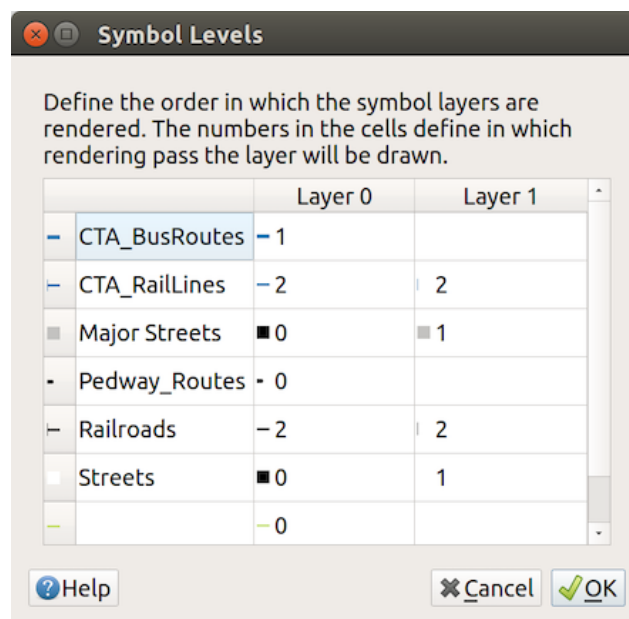 Symbol Levels
Define the order in which the symbol layers are
rendered. The numbers in the cells define in which
rendering pass the layer will be drawn.
Layer 0 Layer 1
CTA_BusRoutes 1
CTA_RailLines 2 2
Major Streets 0 1
Pedway_Routes 0
Railroads 2 2
Streets 0 1
0
Help Cancel OK